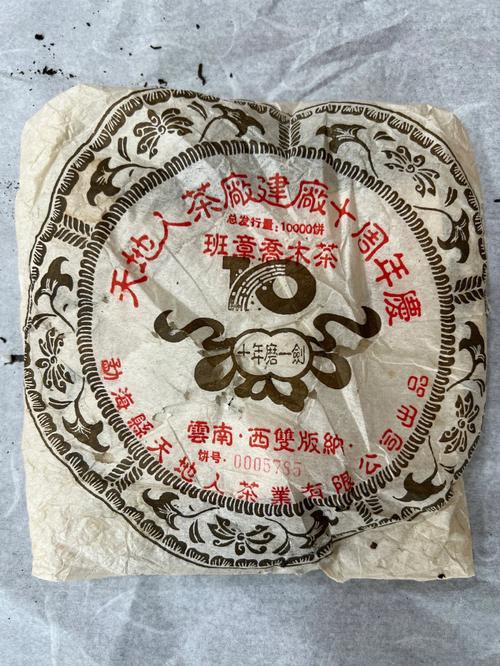 天地人茶廠建廠十周年慶
总发行量:10000饼
班章喬木茶
10
十年磨一劍
雲南·西雙版納·
饼号·0005785
勐海縣天地人茶業有限公司出品